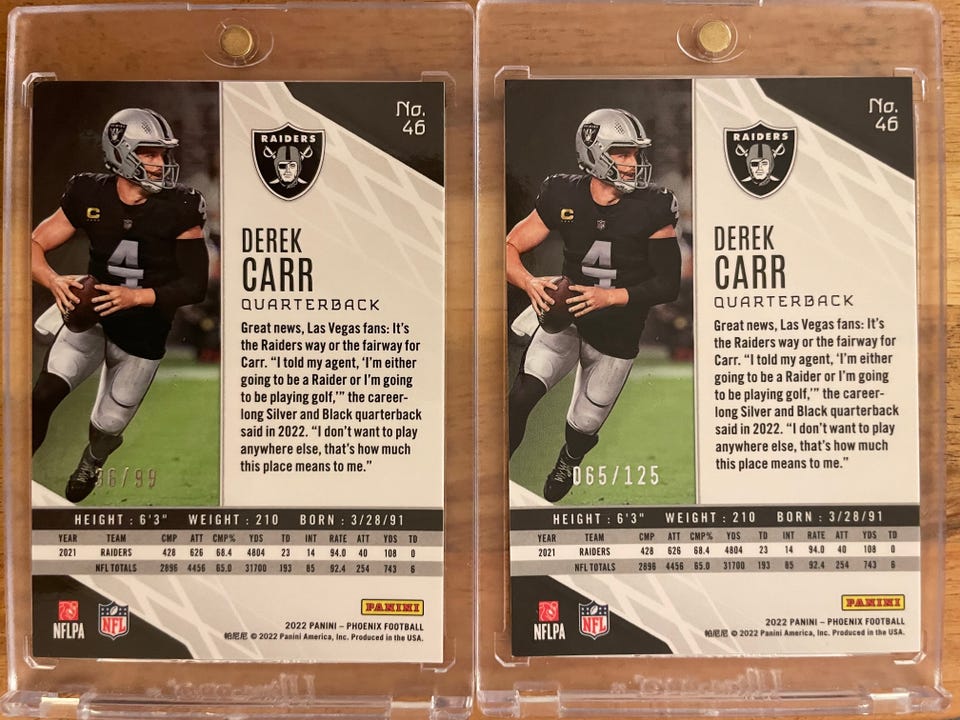 No.
46
RAIDERS
C
4
4
DEREK
CARR
QUARTERBACK
Great news, Las Vegas fans: It's
the Raiders way or the fairway for
Carr. “I told my agent, ‘I'm either
going to be a Raider or I'm going
to be playing golf,’” the career-
long Silver and Black quarterback
said in 2022. “I don't want to play
anywhere else, that's how much
this place means to me.”
36/99
HEIGHT : 6'3" WEIGHT : 210 BORN : 3/28/91
YEAR TEAM CMP ATT CMP% YDS TD INT RATE ATT YDS TD
2021 RAIDERS 428 626 68.4 4804 23 14 94.0 40 108 0
NFL TOTALS 2896 4456 65.0 31700 193 85 92.4 254 743 6
NFLPA
NFL
PANINI
2022 PANINI – PHOENIX FOOTBALL
帕尼尼 © 2022 Panini America, Inc. Produced in the USA.
No.
46
RAIDERS
C
4
DEREK
CARR
QUARTERBACK
Great news, Las Vegas fans: It's
the Raiders way or the fairway for
Carr. “I told my agent, ‘I'm either
going to be a Raider or I'm going
to be playing golf,’” the career-
long Silver and Black quarterback
said in 2022. “I don't want to play
anywhere else, that's how much
this place means to me.”
065/125
HEIGHT : 6'3" WEIGHT : 210 BORN : 3/28/91
YEAR TEAM CMP ATT CMP% YDS TD INT RATE ATT YDS TD
2021 RAIDERS 428 626 68.4 4804 23 14 94.0 40 108 0
NFL TOTALS 2896 4456 65.0 31700 193 85 92.4 254 743 6
NFLPA
NFL
PANINI
2022 PANINI – PHOENIX FOOTBALL
帕尼尼 © 2022 Panini America, Inc. Produced in the USA.